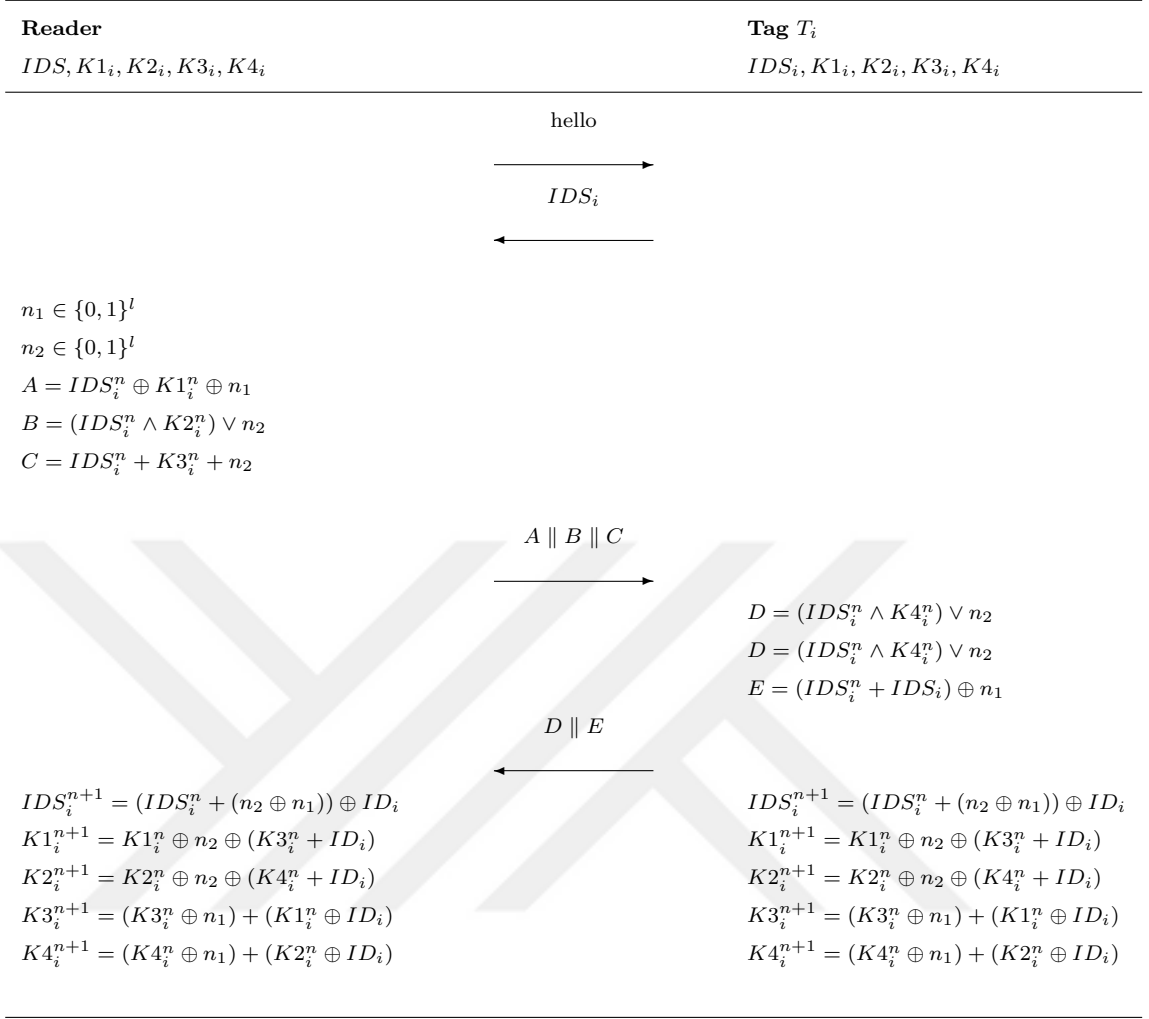 Reader
Tag T_i
IDS, K1_i, K2_i, K3_i, K4_i
IDS_i, K1_i, K2_i, K3_i, K4_i
hello
IDS_i
n_1 ∈ {0, 1}^l
n_2 ∈ {0, 1}^l
A = IDS_i^n ⊕ K1_i^n ⊕ n_1
B = (IDS_i^n ∧ K2_i^n) ∨ n_2
C = IDS_i^n + K3_i^n + n_2
A ∥ B ∥ C
D = (IDS_i^n ∧ K4_i^n) ∨ n_2
D = (IDS_i^n ∧ K4_i^n) ∨ n_2
E = (IDS_i^n + IDS_i) ⊕ n_1
D ∥ E
IDS_i^{n+1} = (IDS_i^n + (n_2 ⊕ n_1)) ⊕ ID_i
K1_i^{n+1} = K1_i^n ⊕ n_2 ⊕ (K3_i^n + ID_i)
K2_i^{n+1} = K2_i^n ⊕ n_2 ⊕ (K4_i^n + ID_i)
K3_i^{n+1} = (K3_i^n ⊕ n_1) + (K1_i^n ⊕ ID_i)
K4_i^{n+1} = (K4_i^n ⊕ n_1) + (K2_i^n ⊕ ID_i)
IDS_i^{n+1} = (IDS_i^n + (n_2 ⊕ n_1)) ⊕ ID_i
K1_i^{n+1} = K1_i^n ⊕ n_2 ⊕ (K3_i^n + ID_i)
K2_i^{n+1} = K2_i^n ⊕ n_2 ⊕ (K4_i^n + ID_i)
K3_i^{n+1} = (K3_i^n ⊕ n_1) + (K1_i^n ⊕ ID_i)
K4_i^{n+1} = (K4_i^n ⊕ n_1) + (K2_i^n ⊕ ID_i)